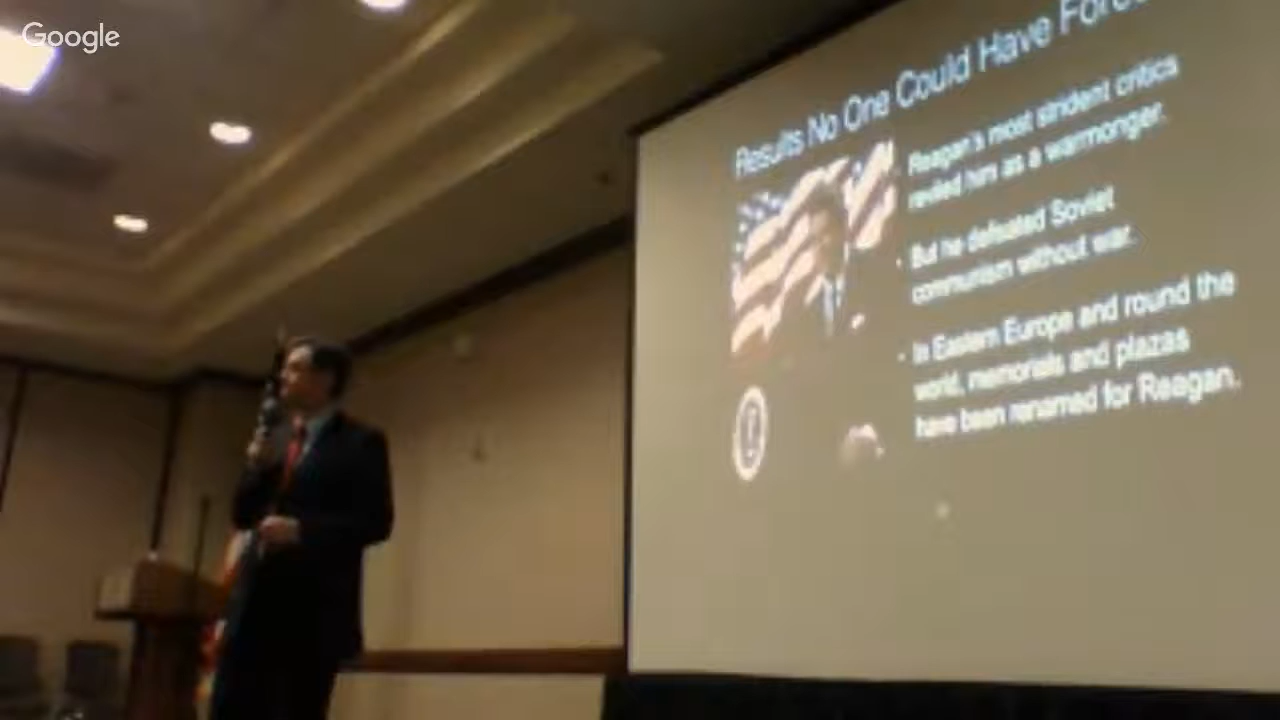 Google
Results No One Could Have
Reagan's most strident critics
reviled him as a warmonger.
But he defeated Soviet
communism without war.
In Eastern Europe and round the
world, memorials and plazas
have been renamed for Reagan.